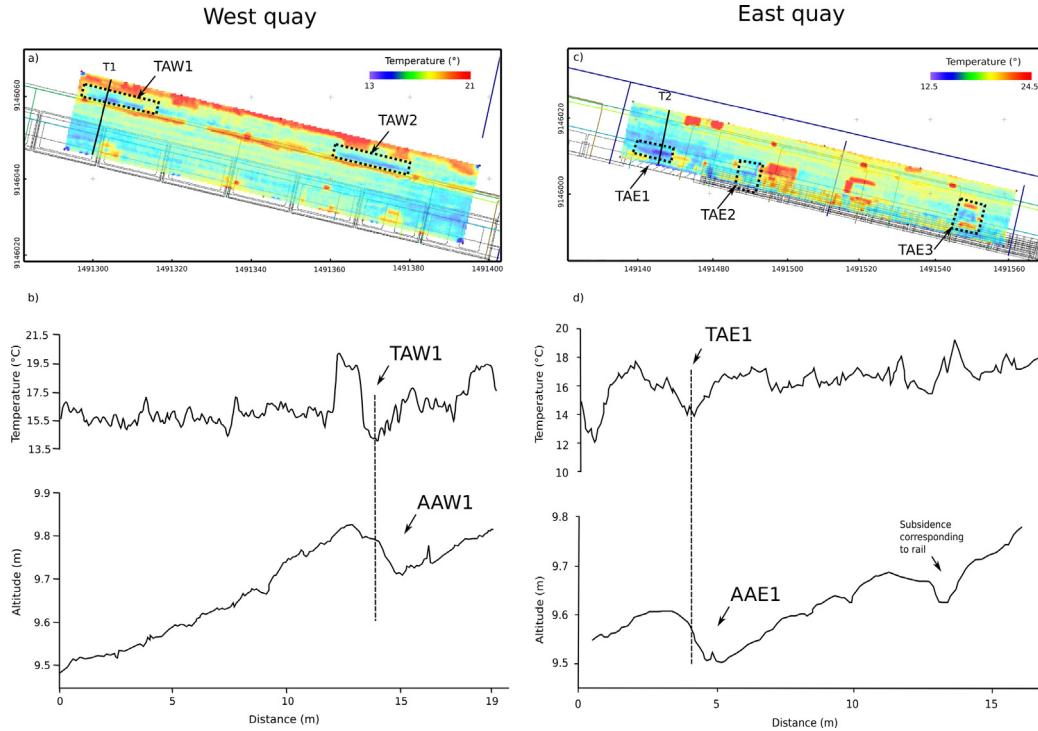 West quay
East quay
a)
T1
TAW1
TAW2
Temperature (°)
13
21
9146060
9146040
9146020
1491300
1491320
1491340
1491360
1491380
1491400
c)
T2
Temperature (°)
12.5
24.5
9146020
9146000
TAE1
TAE2
TAE3
149140
1491480
1491500
1491520
1491540
1491560
b)
21.5
19.5
17.5
15.5
13.5
Temperature (°C)
TAW1
9.9
9.8
9.7
9.6
9.5
Altitude (m)
AAW1
0
5
10
15
19
Distance (m)
d)
20
18
16
14
12
10
Temperature (°C)
TAE1
9.8
9.7
9.6
9.5
Altitude (m)
AAE1
Subsidence
corresponding
to rail
0
5
10
15
Distance (m)